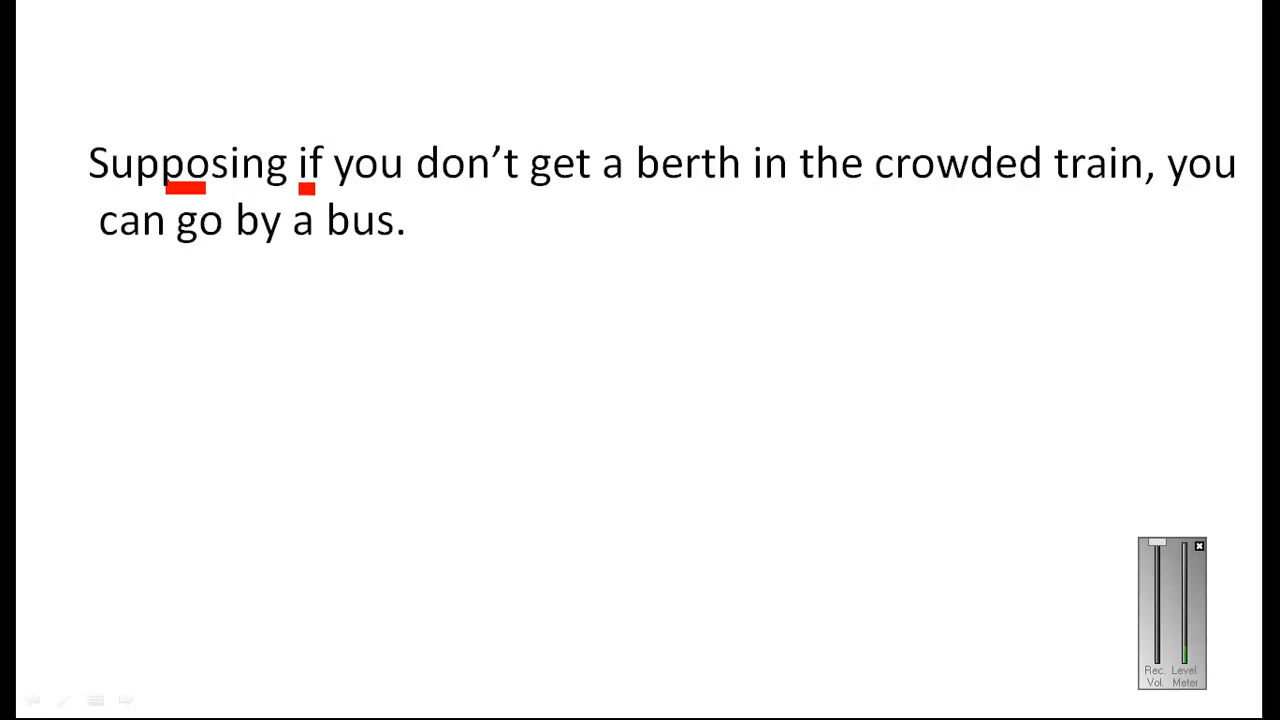 Supposing if you don’t get a berth in the crowded train, you
can go by a bus.
Rec. Level
Vol. Meter